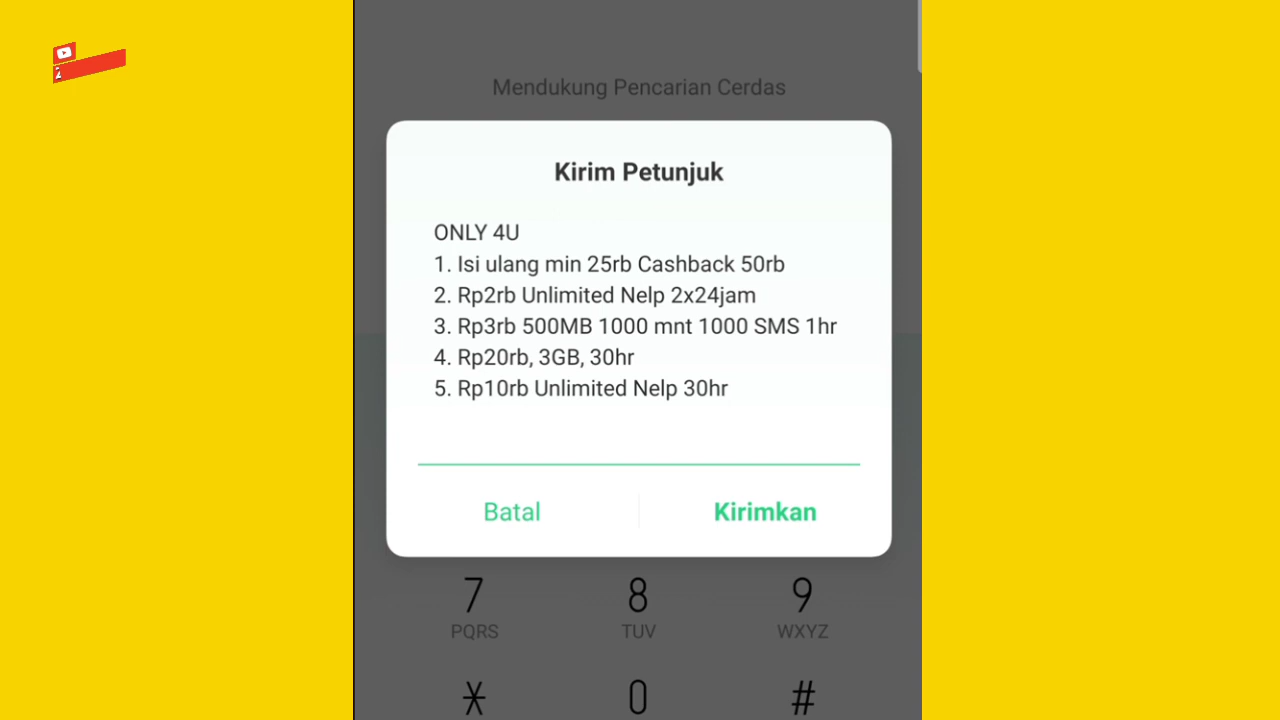 2
Mendukung Pencarian Cerdas
Kirim Petunjuk
ONLY 4U
1. Isi ulang min 25rb Cashback 50rb
2. Rp2rb Unlimited Nelp 2x24jam
3. Rp3rb 500MB 1000 mnt 1000 SMS 1hr
4. Rp20rb, 3GB, 30hr
5. Rp10rb Unlimited Nelp 30hr
Batal Kirimkan
7 8 9
PQRS TUV WXYZ
* 0 #